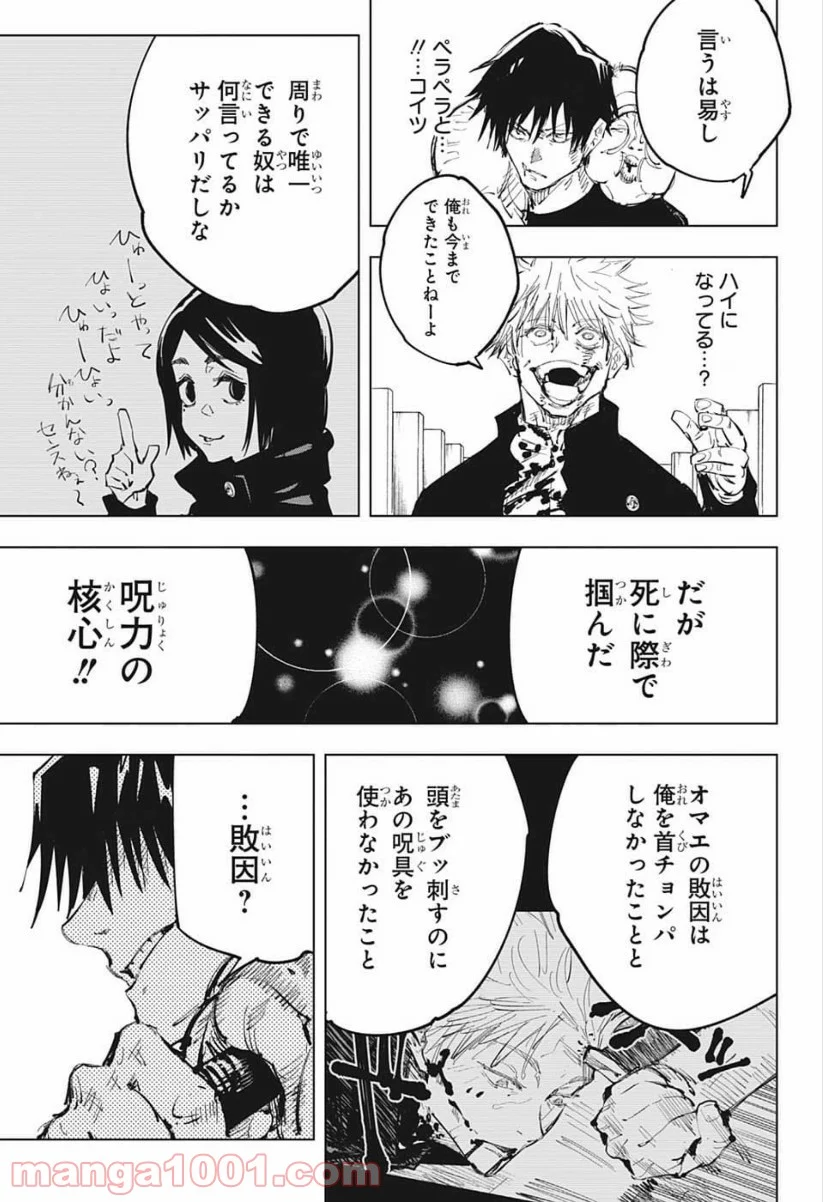 言うは易し
ペラペラと…
!!…コイツ
ハイに
なってる…?
俺も今まで
できたことねーよ
周りで唯一
できる奴は
何言ってるか
サッパリだしな
ひゅーっとやって
ひょいっだよ
ひゅーひょいっ
分かんない?
センスねぇ〜
だが
死に際で
掴んだ
呪力の
核心!!
オマエの敗因は
俺を首チョンパ
しなかったことと
頭をブッ刺すのに
あの呪具を
使わなかったこと
…敗因?
manga1001.com